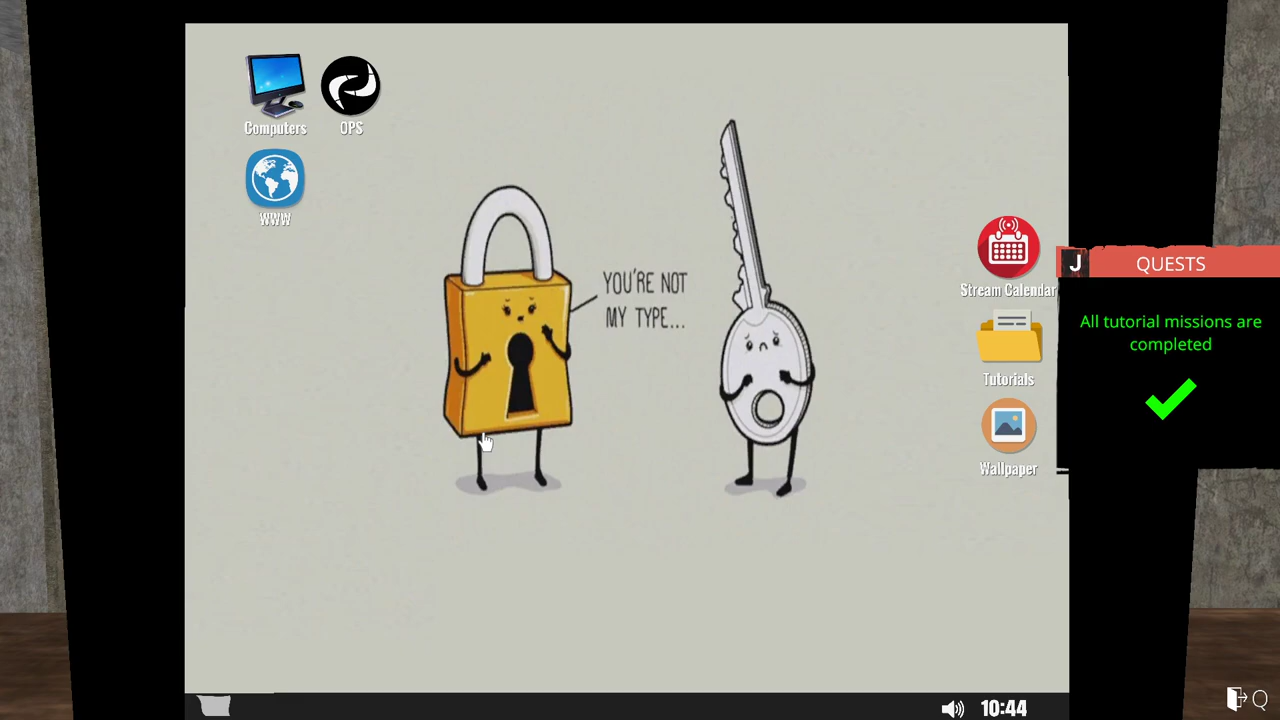 Computers
OPS
WWW
YOU'RE NOT
MY TYPE...
Stream Calendar
Tutorials
Wallpaper
J
QUESTS
All tutorial missions are
completed
10:44
Q